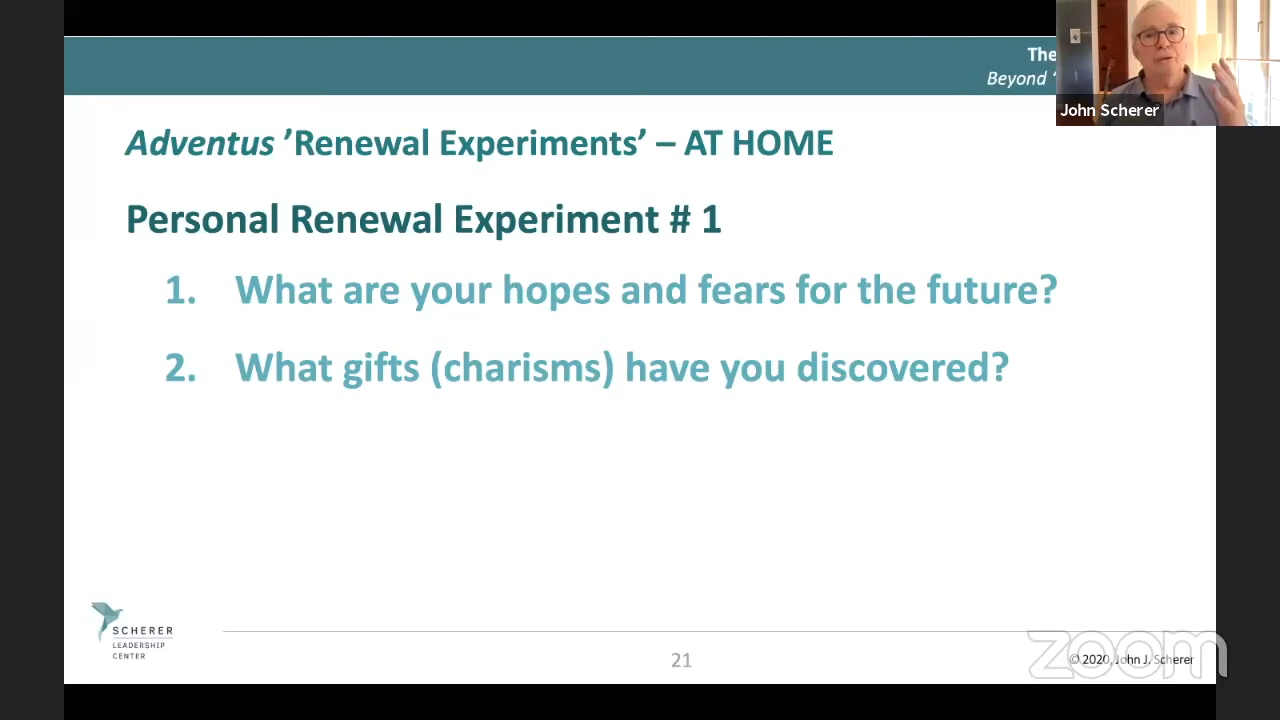 The
Beyond ‘
John Scherer
Adventus ’Renewal Experiments’ – AT HOME
Personal Renewal Experiment # 1
1. What are your hopes and fears for the future?
2. What gifts (charisms) have you discovered?
SCHERER
LEADERSHIP
CENTER
21
zoom
© 2020, John J. Scherer